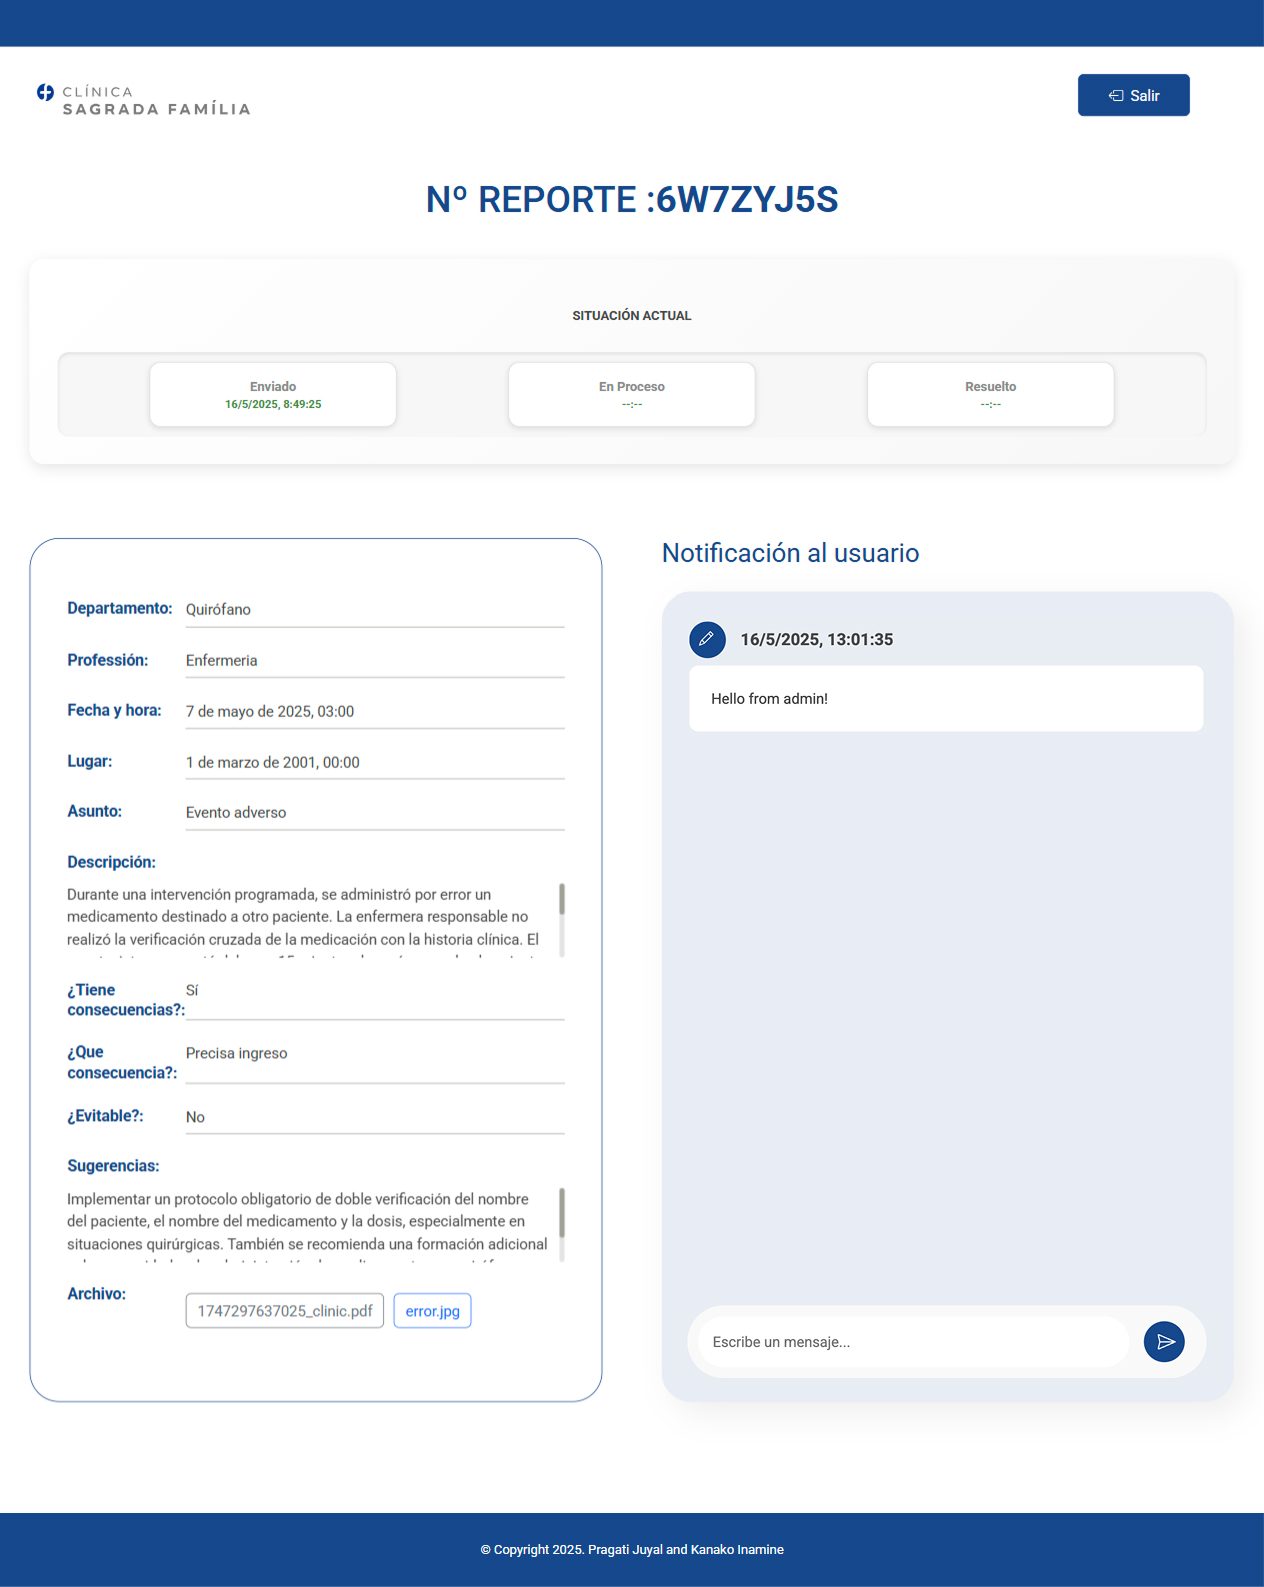 CLÍNICA
SAGRADA FAMÍLIA
Salir
Nº REPORTE :6W7ZYJ5S
SITUACIÓN ACTUAL
Enviado
16/5/2025, 8:49:25
En Proceso
--:--
Resuelto
--:--
Departamento: Quirófano
Professión: Enfermeria
Fecha y hora: 7 de mayo de 2025, 03:00
Lugar: 1 de marzo de 2001, 00:00
Asunto: Evento adverso
Descripción:
Durante una intervención programada, se administró por error un
medicamento destinado a otro paciente. La enfermera responsable no
realizó la verificación cruzada de la medicación con la historia clínica. El
¿Tiene
consecuencias?: Sí
¿Que
consecuencia?: Precisa ingreso
¿Evitable?: No
Sugerencias:
Implementar un protocolo obligatorio de doble verificación del nombre
del paciente, el nombre del medicamento y la dosis, especialmente en
situaciones quirúrgicas. También se recomienda una formación adicional
Archivo: 1747297637025_clinic.pdf error.jpg
Notificación al usuario
16/5/2025, 13:01:35
Hello from admin!
Escribe un mensaje...
© Copyright 2025. Pragati Juyal and Kanako Inamine